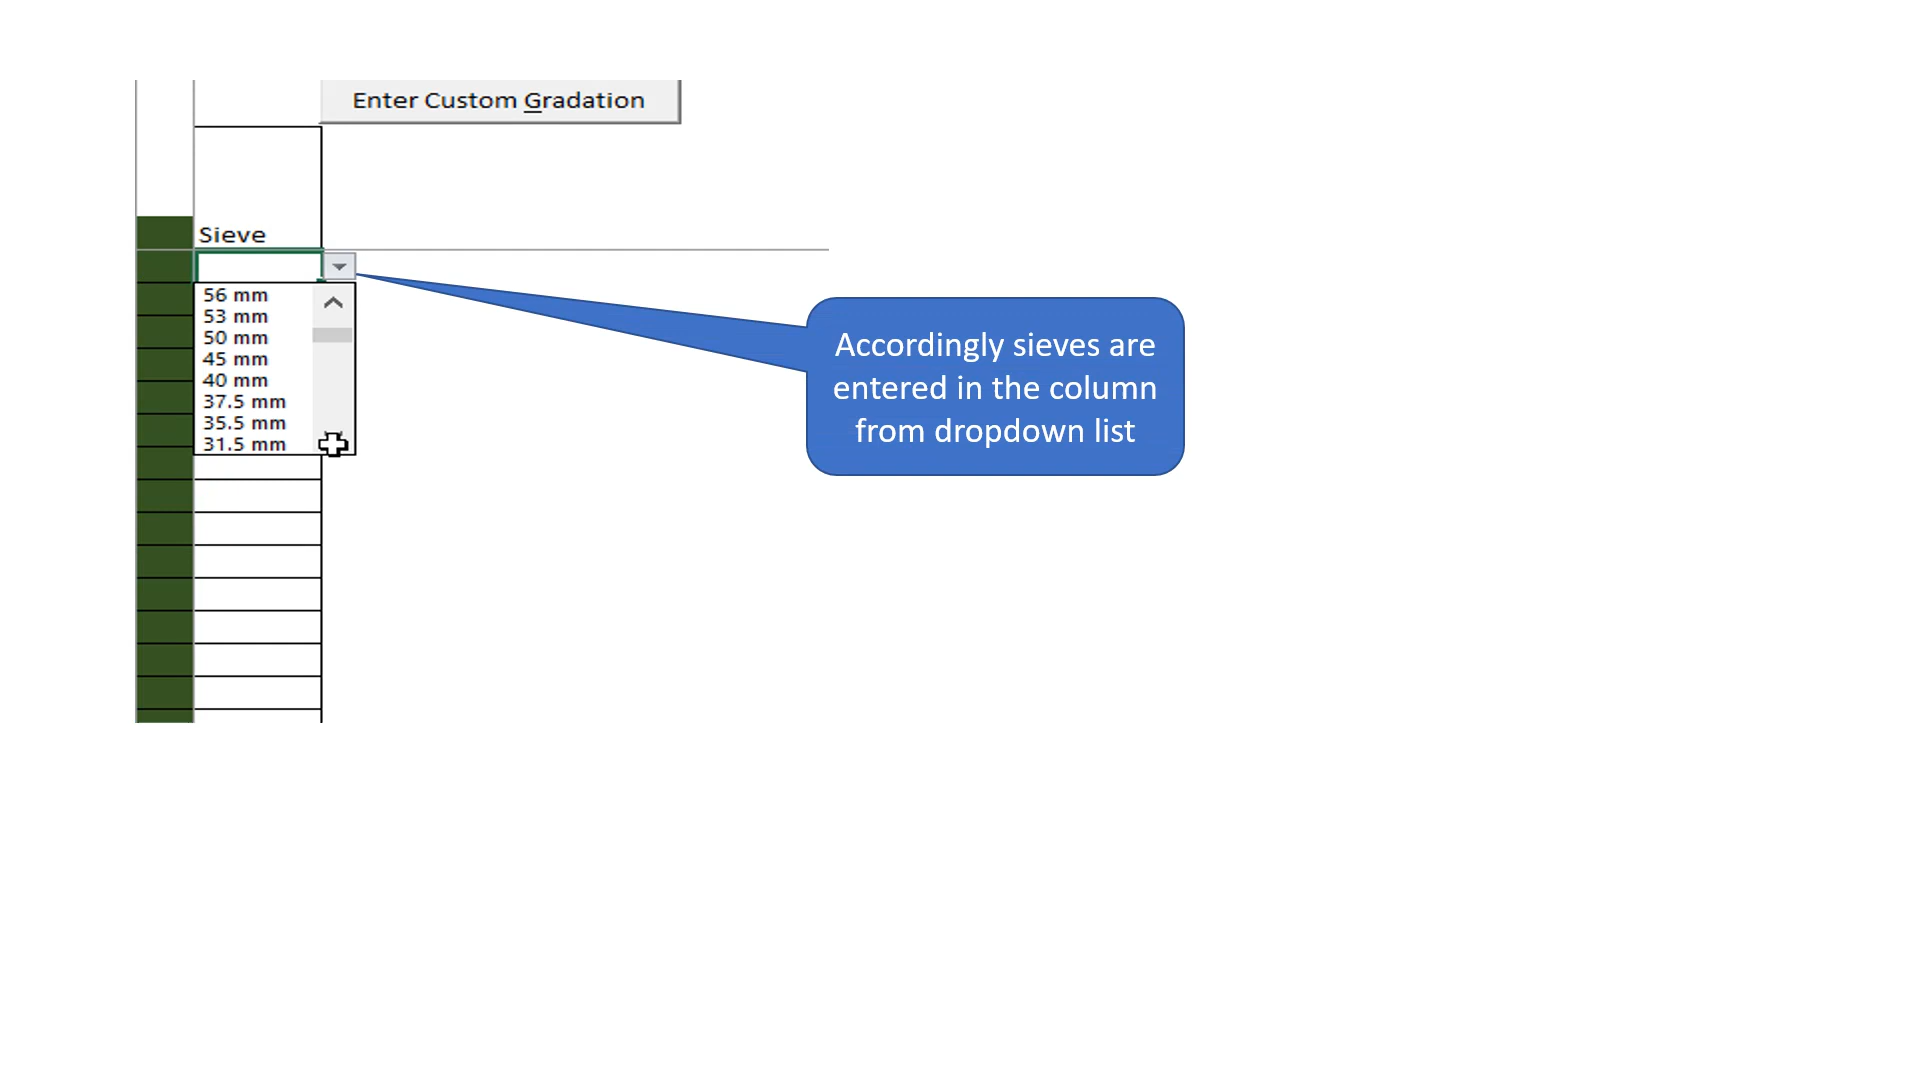 Enter Custom Gradation
Sieve
56 mm
53 mm
50 mm
45 mm
40 mm
37.5 mm
35.5 mm
31.5 mm
Accordingly sieves are
entered in the column
from dropdown list